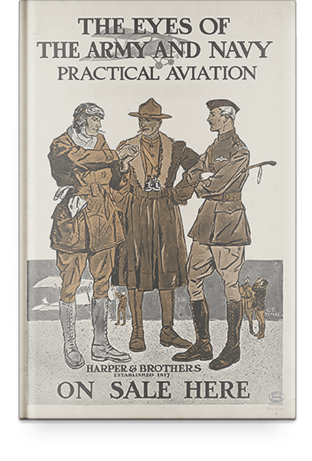 THE EYES OF
THE ARMY AND NAVY
PRACTICAL AVIATION
HARPER & BROTHERS
ESTABLISHED 1817
ON SALE HERE